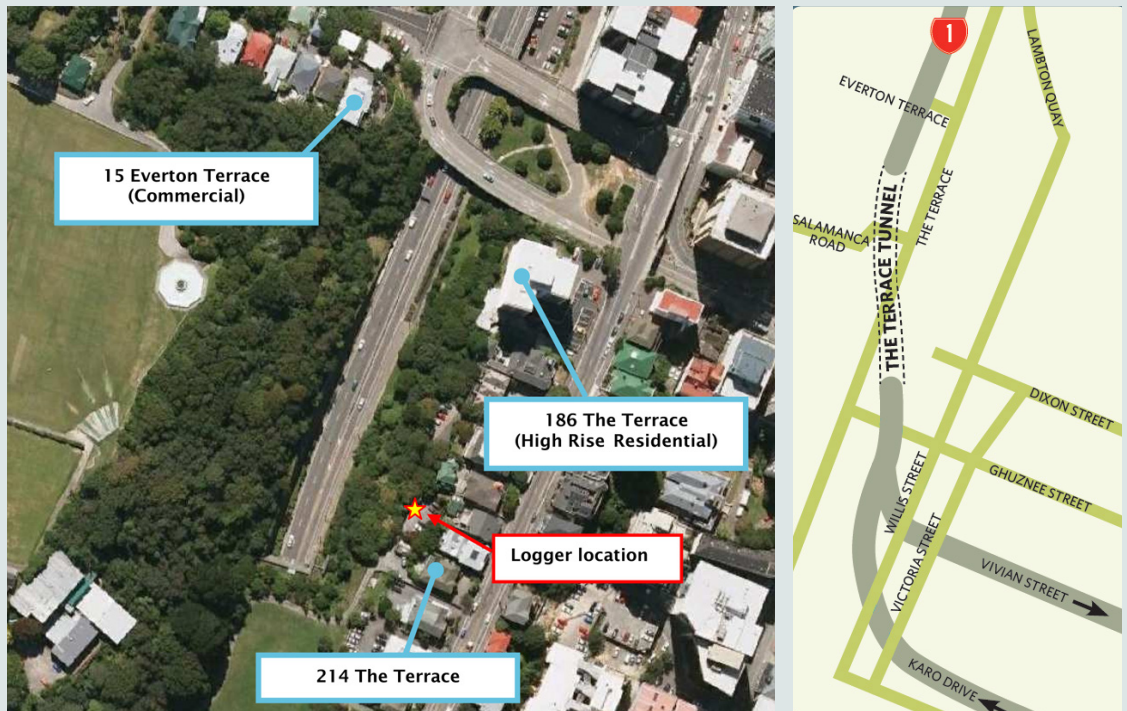 15 Everton Terrace
(Commercial)
186 The Terrace
(High Rise Residential)
Logger location
214 The Terrace
1
LAMBTON QUAY
EVERTON TERRACE
THE TERRACE
SALAMANCA
ROAD
THE TERRACE TUNNEL
DIXON STREET
GHUZNEE STREET
WILLIS STREET
VICTORIA STREET
VIVIAN STREET
KARO DRIVE